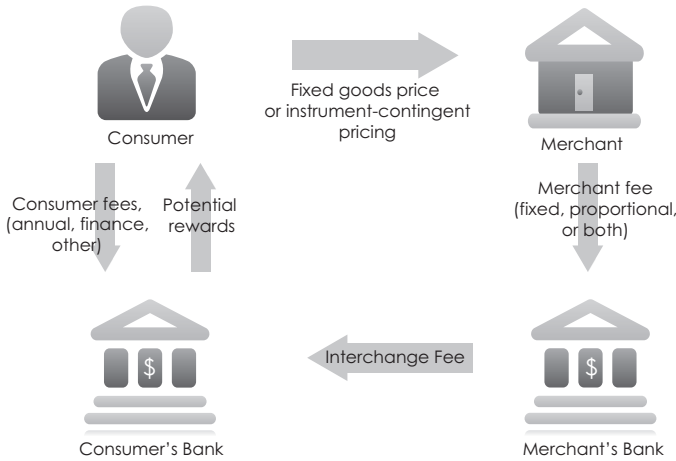 Fixed goods price
or instrument-contingent
pricing
Consumer
Merchant
Consumer fees,
(annual, finance,
other)
Potential
rewards
Merchant fee
(fixed, proportional,
or both)
$
Interchange Fee
$
Consumer's Bank
Merchant's Bank